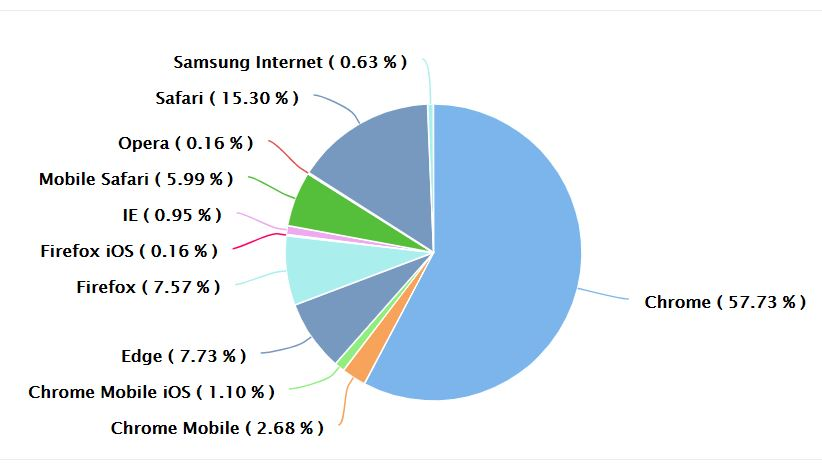 Samsung Internet ( 0.63 % )
Safari ( 15.30 % )
Opera ( 0.16 % )
Mobile Safari ( 5.99 % )
IE ( 0.95 % )
Firefox iOS ( 0.16 % )
Firefox ( 7.57 % )
Chrome ( 57.73 % )
Edge ( 7.73 % )
Chrome Mobile iOS ( 1.10 % )
Chrome Mobile ( 2.68 % )